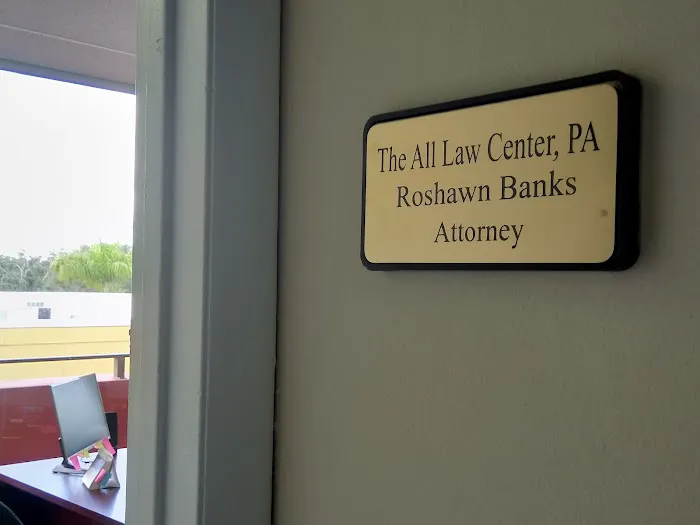 The All Law Center, PA
Roshawn Banks
Attorney